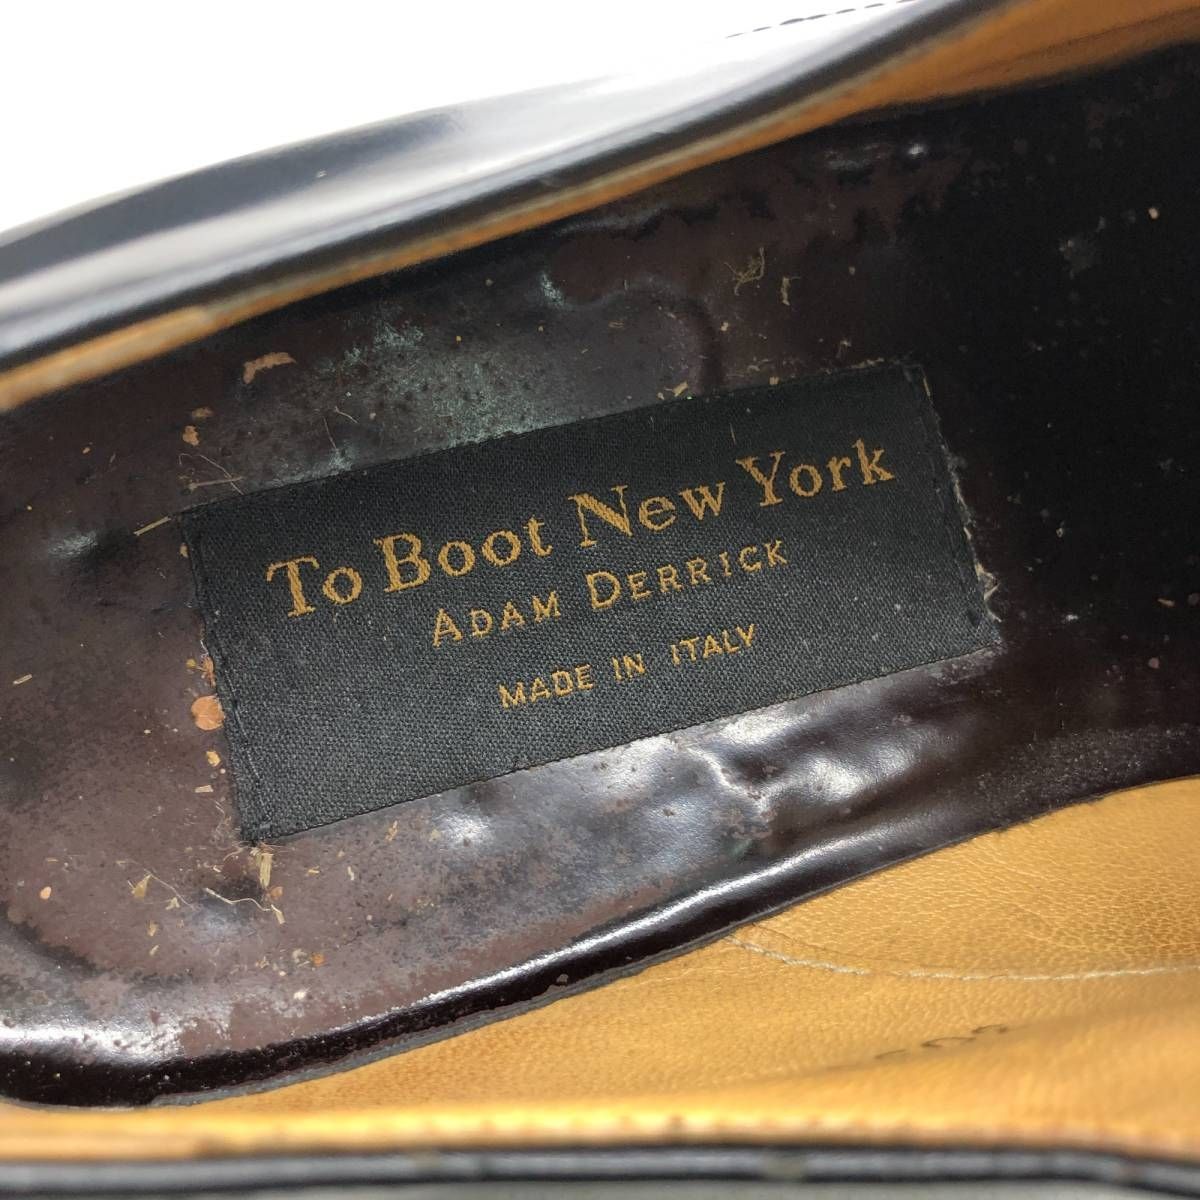 To Boot New York
ADAM DERRICK
MADE IN ITALY